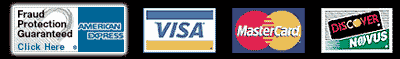 Fraud
Protection
Guaranteed
Click Here
AMERICAN
EXPRESS
VISA
MasterCard
DISCOVER
NOVUS